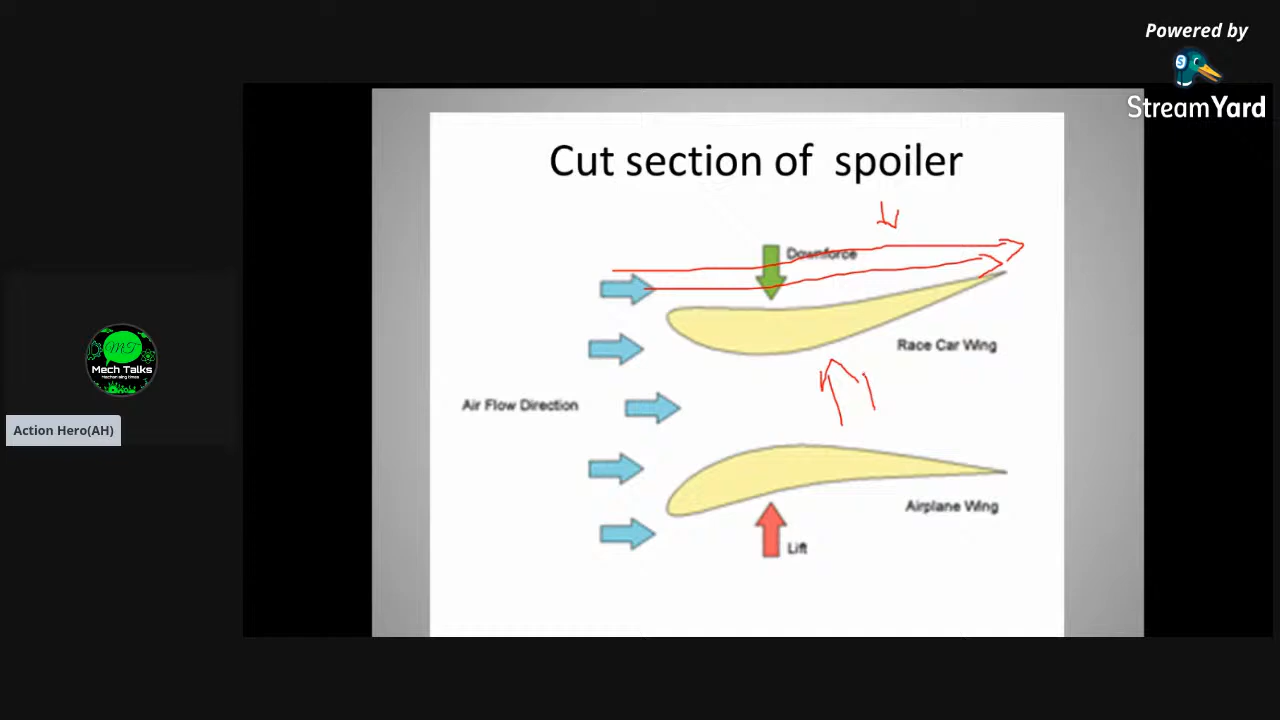 Powered by
StreamYard
Cut section of spoiler
Downforce
Race Car Wing
Air Flow Direction
Airplane Wing
Lift
MT
Mech Talks
Action Hero(AH)